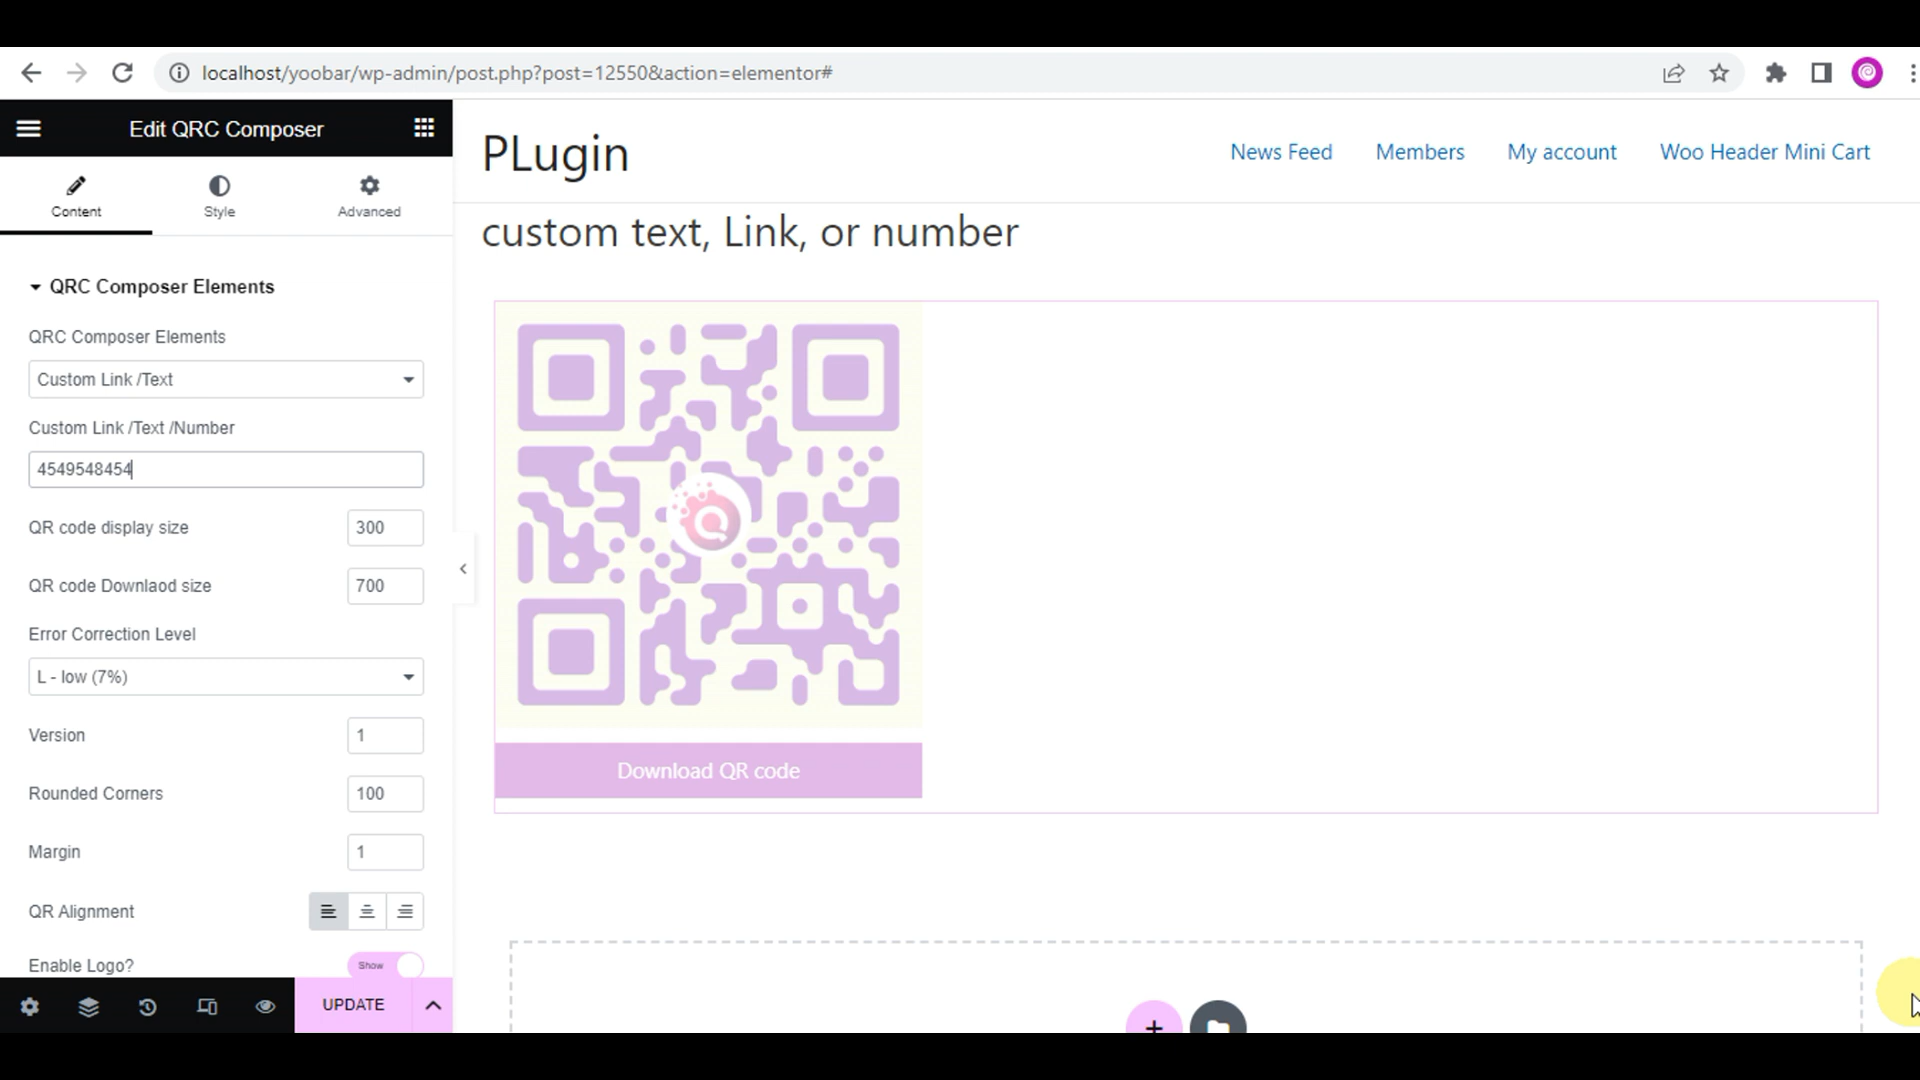 localhost/yoobar/wp-admin/post.php?post=12550&action=elementor#
Edit QRC Composer
Content
Style
Advanced
QRC Composer Elements
QRC Composer Elements
Custom Link /Text
Custom Link /Text /Number
4549548454
QR code display size
300
QR code Downlaod size
700
Error Correction Level
L - low (7%)
Version
1
Rounded Corners
100
Margin
1
QR Alignment
Enable Logo?
Show
UPDATE
PLugin
News Feed
Members
My account
Woo Header Mini Cart
custom text, Link, or number
Download QR code